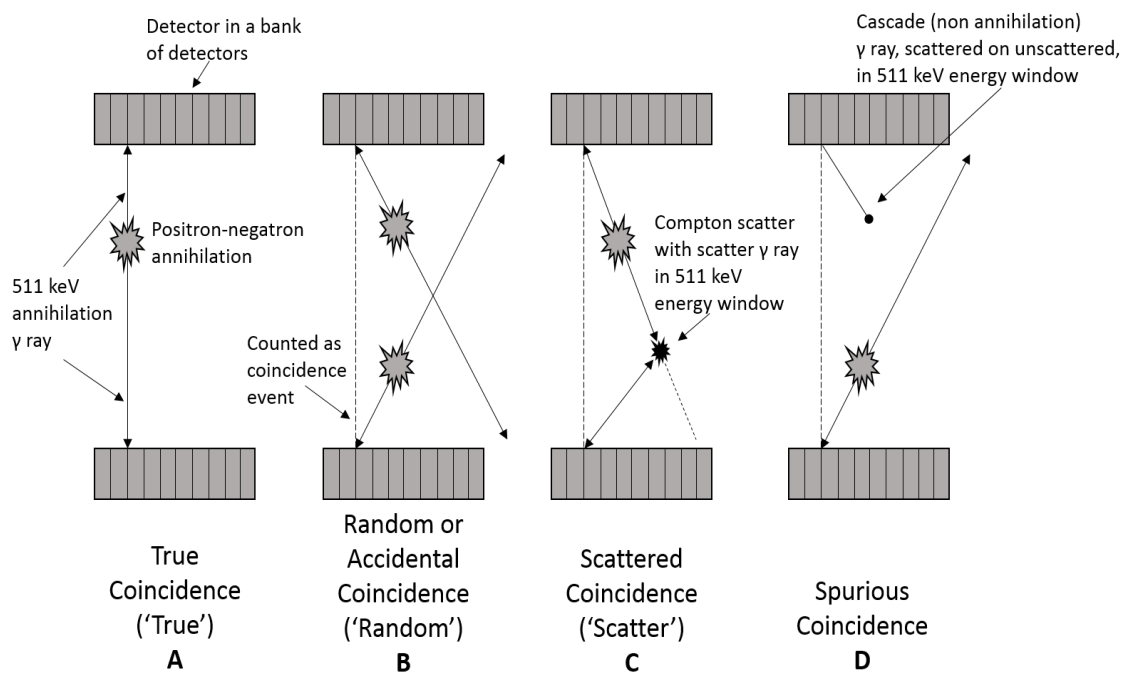 Detector in a bank
of detectors
Cascade (non annihilation)
γ ray, scattered on unscattered,
in 511 keV energy window
Positron-negatron
annihilation
511 keV
annihilation
γ ray
Counted as
coincidence
event
Compton scatter
with scatter γ ray
in 511 keV
energy window
True
Coincidence
(‘True’)
A
Random or
Accidental
Coincidence
(‘Random’)
B
Scattered
Coincidence
(‘Scatter’)
C
Spurious
Coincidence
D